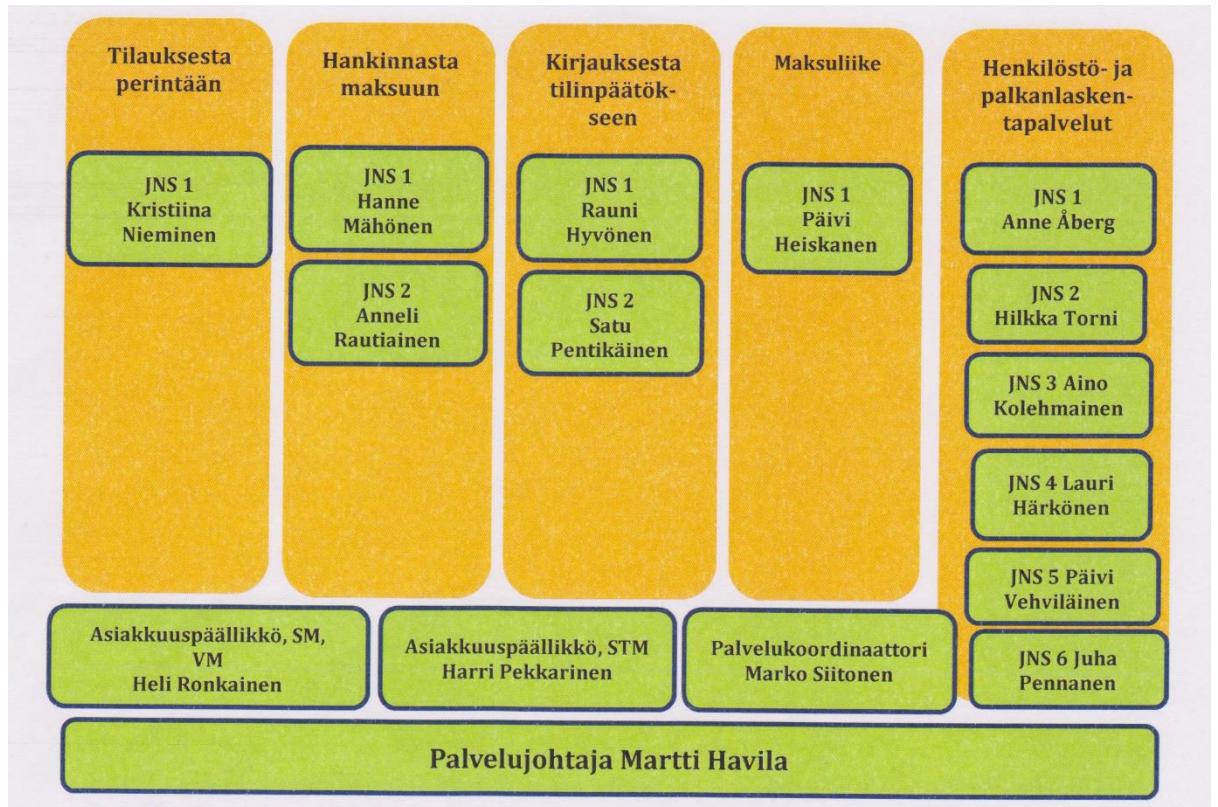 Tilauksesta
perintään
JNS 1
Kristiina
Nieminen
Hankinnasta
maksuun
JNS 1
Hanne
Mähönen
JNS 2
Anneli
Rautiainen
Kirjauksesta
tilinpäätök-
seen
JNS 1
Rauni
Hyvönen
JNS 2
Satu
Pentikäinen
Maksuliike
JNS 1
Päivi
Heiskanen
Henkilöstö- ja
palkanlasken-
tapalvelut
JNS 1
Anne Åberg
JNS 2
Hilkka Torni
JNS 3 Aino
Kolehmainen
JNS 4 Lauri
Härkönen
JNS 5 Päivi
Vehviläinen
JNS 6 Juha
Pennanen
Asiakkuuspäällikkö, SM,
VM
Heli Ronkainen
Asiakkuuspäällikkö, STM
Harri Pekkarinen
Palvelukoordinaattori
Marko Siitonen
Palvelujohtaja Martti Havila